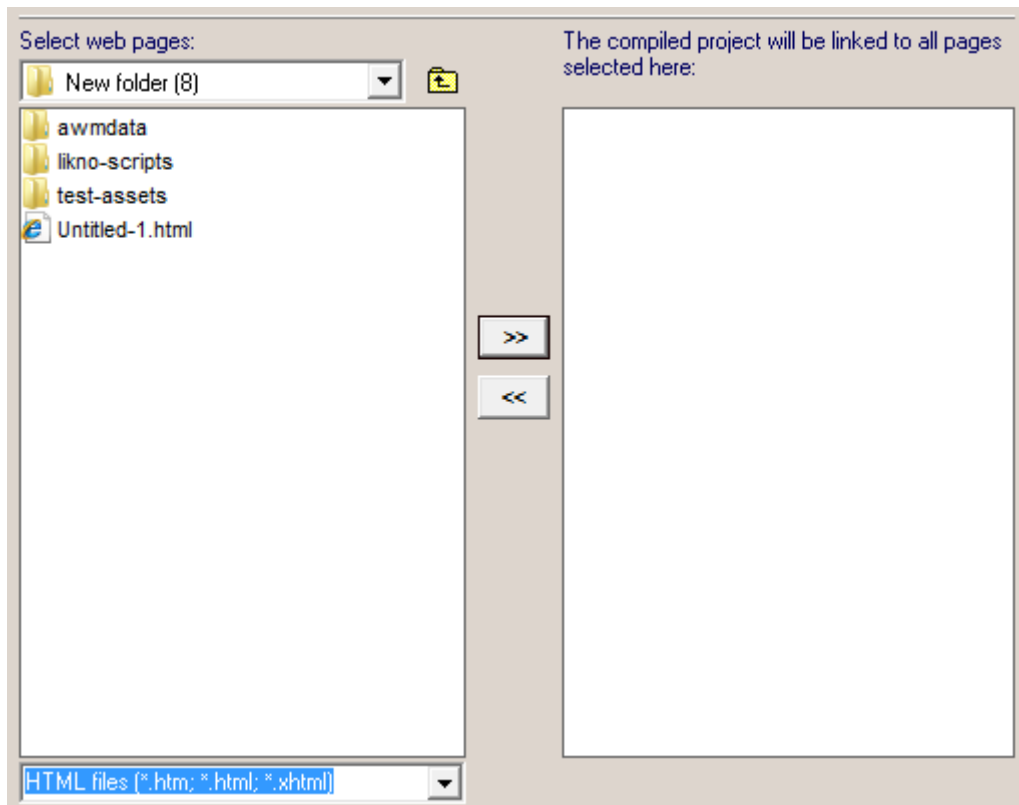 Select web pages:
The compiled project will be linked to all pages
selected here:
New folder (8)
awmdata
likno-scripts
test-assets
Untitled-1.html
>>
<<
HTML files (*.htm; *.html; *.xhtml)